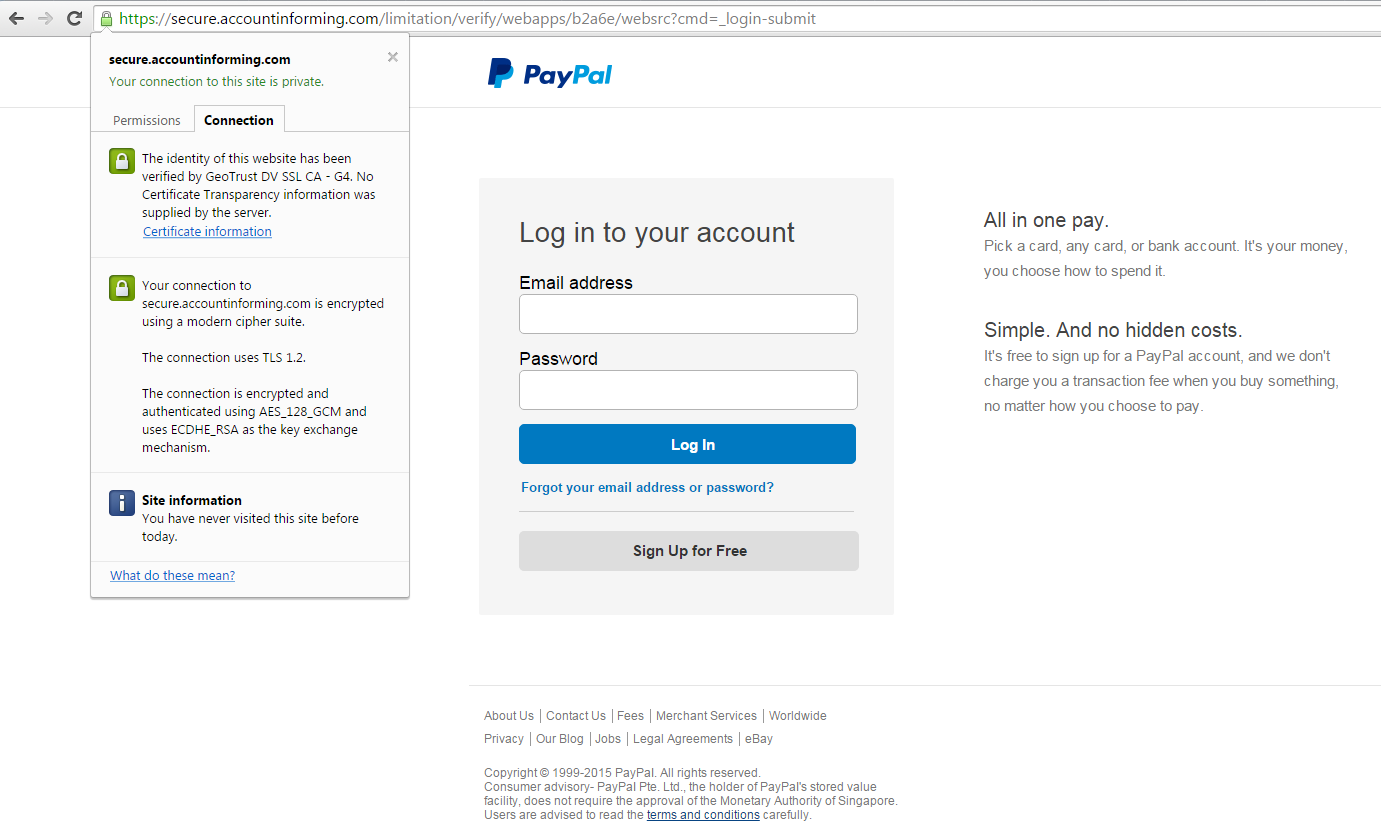 https://secure.accountinforming.com/limitation/verify/webapps/b2a6e/websrc?cmd=_login-submit
secure.accountinforming.com
Your connection to this site is private.
Permissions
Connection
The identity of this website has been
verified by GeoTrust DV SSL CA - G4. No
Certificate Transparency information was
supplied by the server.
Certificate information
Your connection to
secure.accountinforming.com is encrypted
using a modern cipher suite.
The connection uses TLS 1.2.
The connection is encrypted and
authenticated using AES_128_GCM and
uses ECDHE_RSA as the key exchange
mechanism.
Site information
You have never visited this site before
today.
What do these mean?
PayPal
Log in to your account
Email address
Password
Log In
Forgot your email address or password?
Sign Up for Free
All in one pay.
Pick a card, any card, or bank account. It's your money,
you choose how to spend it.
Simple. And no hidden costs.
It's free to sign up for a PayPal account, and we don't
charge you a transaction fee when you buy something,
no matter how you choose to pay.
About Us | Contact Us | Fees | Merchant Services | Worldwide
Privacy | Our Blog | Jobs | Legal Agreements | eBay
Copyright © 1999-2015 PayPal. All rights reserved.
Consumer advisory- PayPal Pte. Ltd., the holder of PayPal's stored value
facility, does not require the approval of the Monetary Authority of Singapore.
Users are advised to read the terms and conditions carefully.